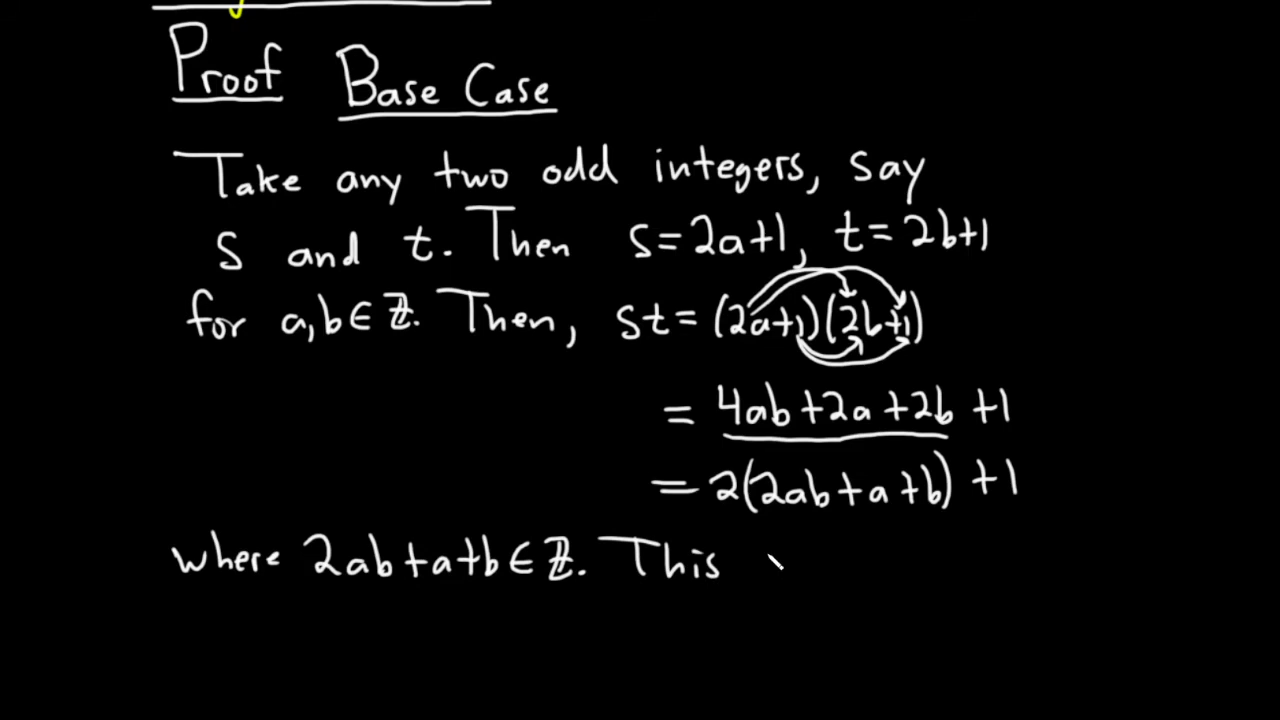 Proof Base Case
Take any two odd integers, say
s and t. Then s=2a+1, t=2b+1
for a,b∈ℤ. Then, st=(2a+1)(2b+1)
= 4ab+2a+2b+1
= 2(2ab+a+b)+1
where 2ab+a+b∈ℤ. This